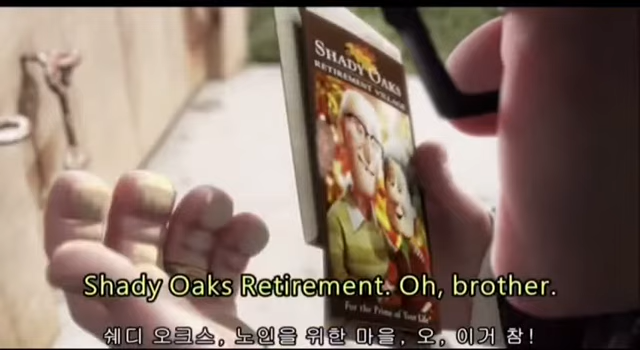 SHADY OAKS
RETIREMENT VILLAGE
For the Prime of Your Life!
Shady Oaks Retirement. Oh, brother.
쉐디 오크스, 노인을 위한 마을, 오, 이거 참!